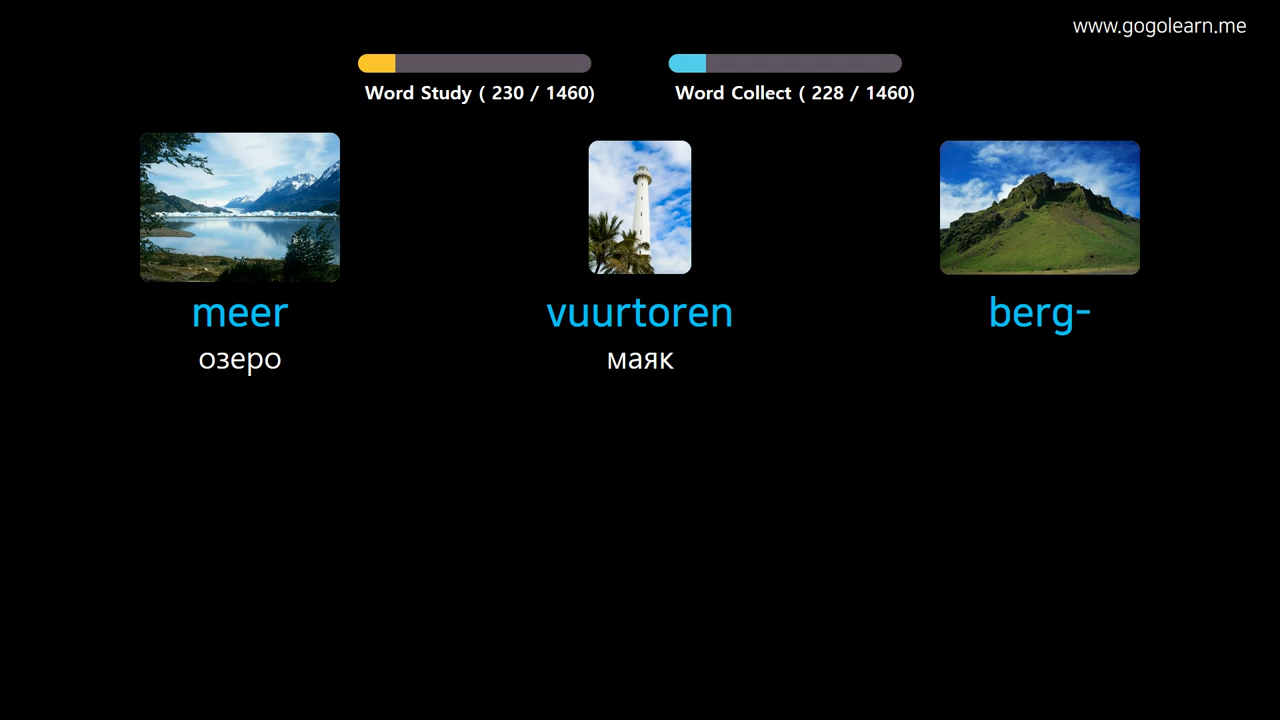 www.gogolearn.me
Word Study ( 230 / 1460)
Word Collect ( 228 / 1460)
meer
vuurtoren
berg-
озеро
маяк